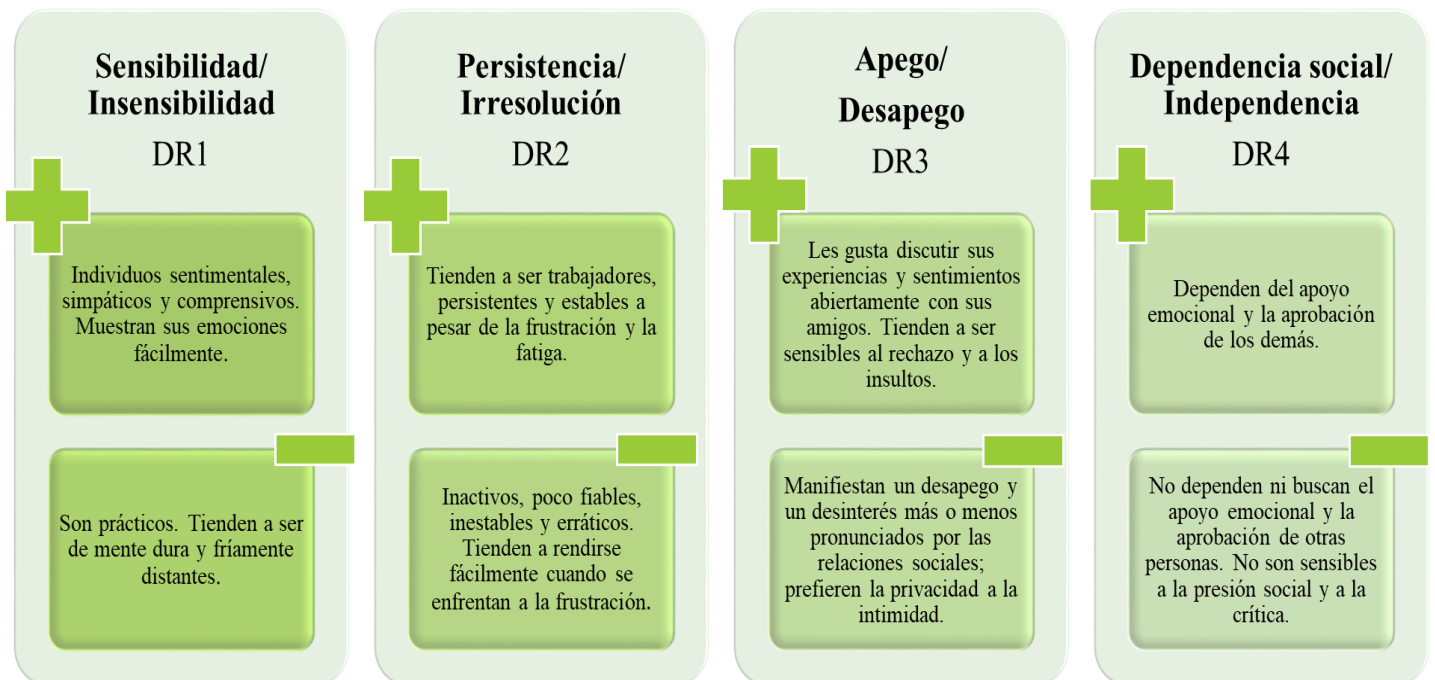 Sensibilidad/
Insensibilidad
DR1
Individuos sentimentales,
simpáticos y comprensivos.
Muestran sus emociones
fácilmente.
Son prácticos. Tienden a ser
de mente dura y fríamente
distantes.
Persistencia/
Irresolución
DR2
Tienden a ser trabajadores,
persistentes y estables a
pesar de la frustración y la
fatiga.
Inactivos, poco fiables,
inestables y erráticos.
Tienden a rendirse
fácilmente cuando se
enfrentan a la frustración.
Apego/
Desapego
DR3
Les gusta discutir sus
experiencias y sentimientos
abiertamente con sus
amigos. Tienden a ser
sensibles al rechazo y a los
insultos.
Manifiestan un desapego y
un desinterés más o menos
pronunciados por las
relaciones sociales;
prefieren la privacidad a la
intimidad.
Dependencia social/
Independencia
DR4
Dependen del apoyo
emocional y la aprobación
de los demás.
No dependen ni buscan el
apoyo emocional y la
aprobación de otras
personas. No son sensibles
a la presión social y a la
crítica.